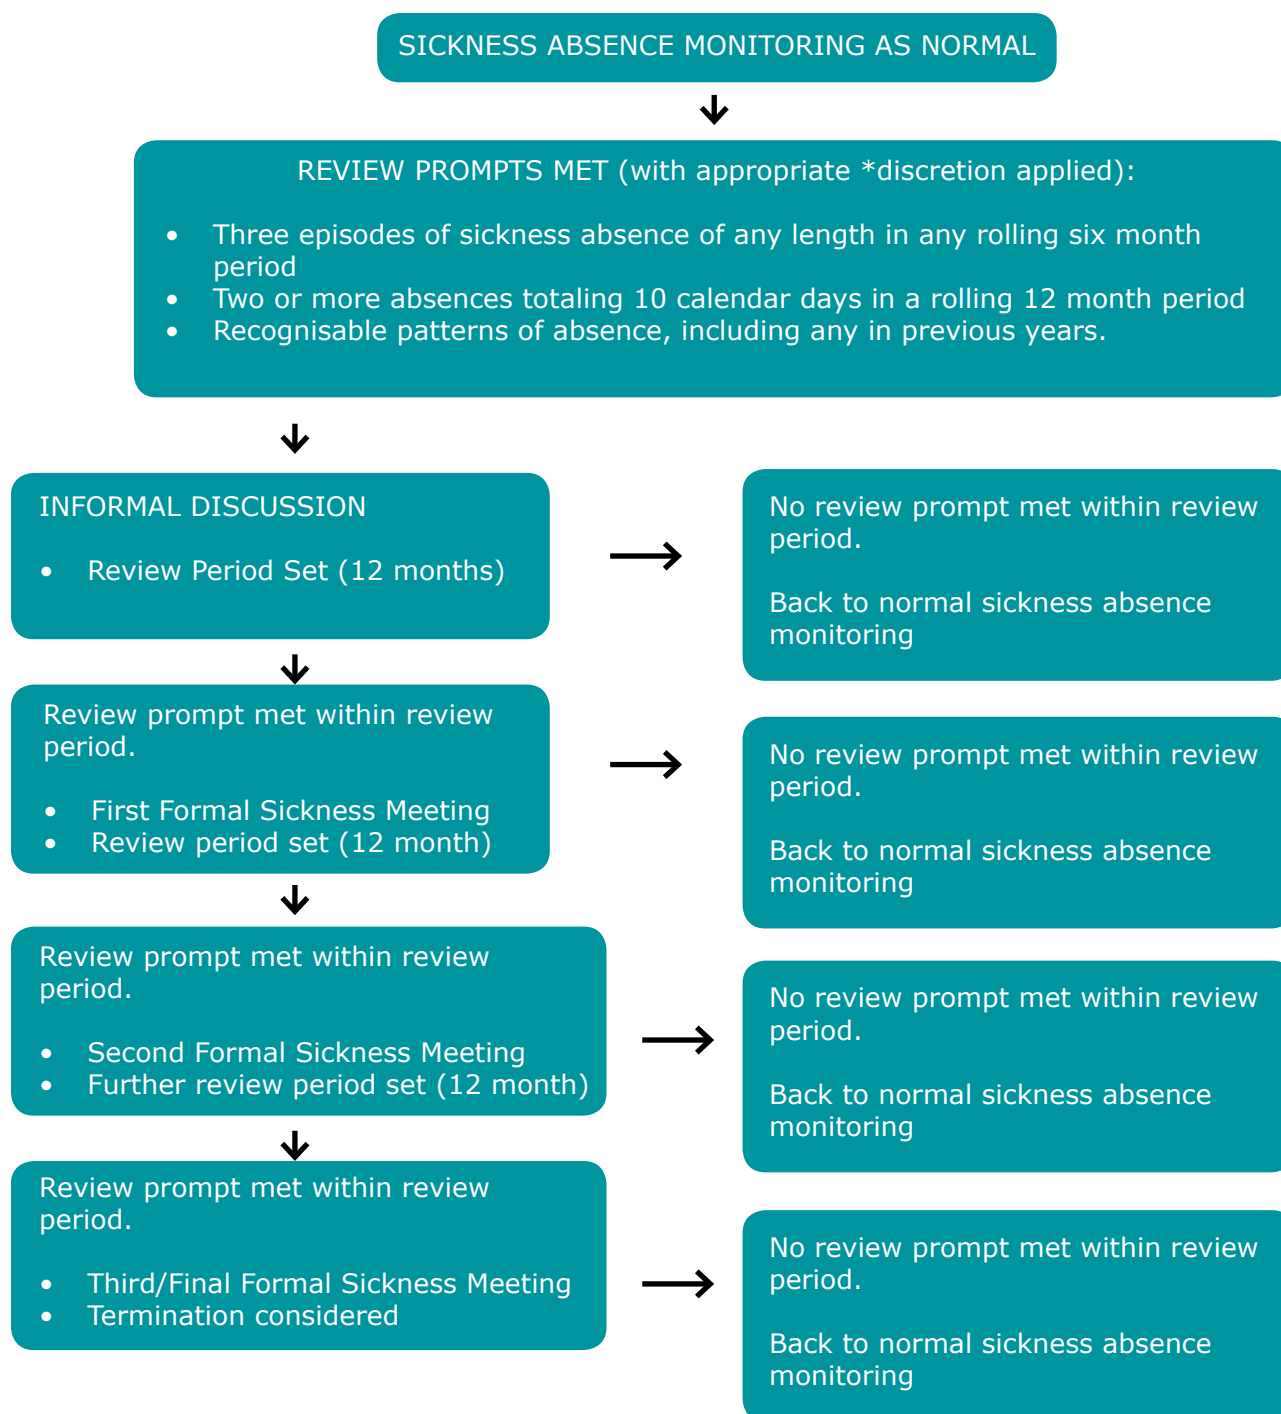 SICKNESS ABSENCE MONITORING AS NORMAL
REVIEW PROMPTS MET (with appropriate *discretion applied):
• Three episodes of sickness absence of any length in any rolling six month
period
• Two or more absences totaling 10 calendar days in a rolling 12 month period
• Recognisable patterns of absence, including any in previous years.
INFORMAL DISCUSSION
• Review Period Set (12 months)
No review prompt met within review
period.
Back to normal sickness absence
monitoring
Review prompt met within review
period.
• First Formal Sickness Meeting
• Review period set (12 month)
No review prompt met within review
period.
Back to normal sickness absence
monitoring
Review prompt met within review
period.
• Second Formal Sickness Meeting
• Further review period set (12 month)
No review prompt met within review
period.
Back to normal sickness absence
monitoring
Review prompt met within review
period.
• Third/Final Formal Sickness Meeting
• Termination considered
No review prompt met within review
period.
Back to normal sickness absence
monitoring